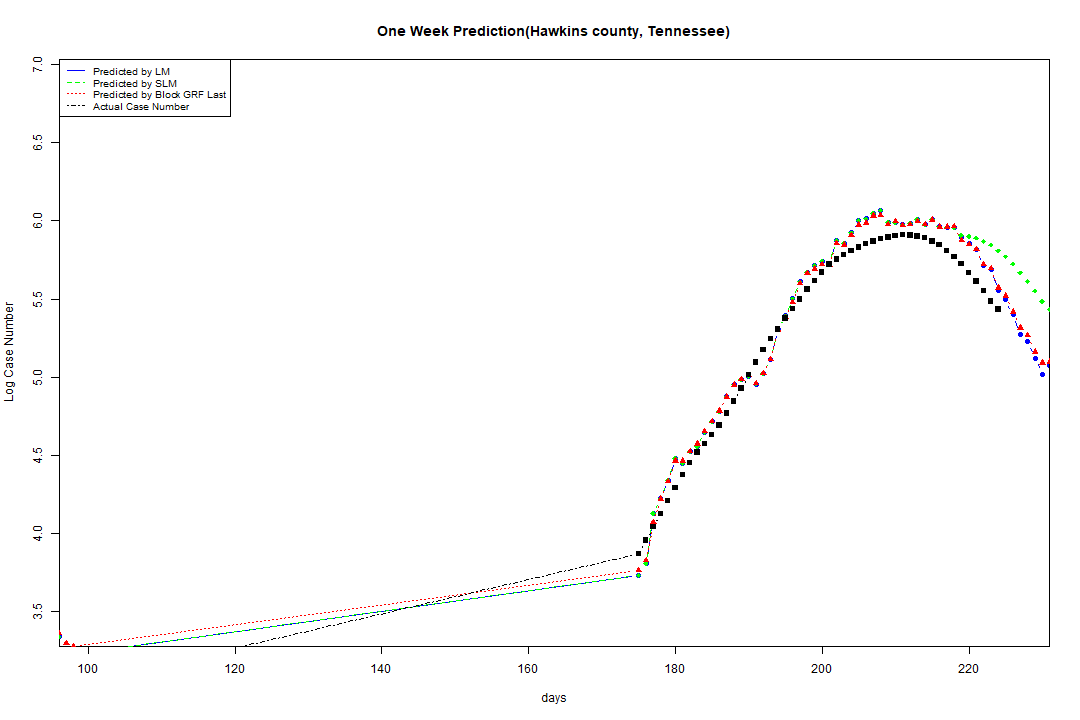 One Week Prediction(Hawkins county, Tennessee)
Predicted by LM
Predicted by SLM
Predicted by Block GRF Last
Actual Case Number
7.0
6.5
6.0
5.5
5.0
4.5
4.0
3.5
Log Case Number
100 120 140 160 180 200 220
days